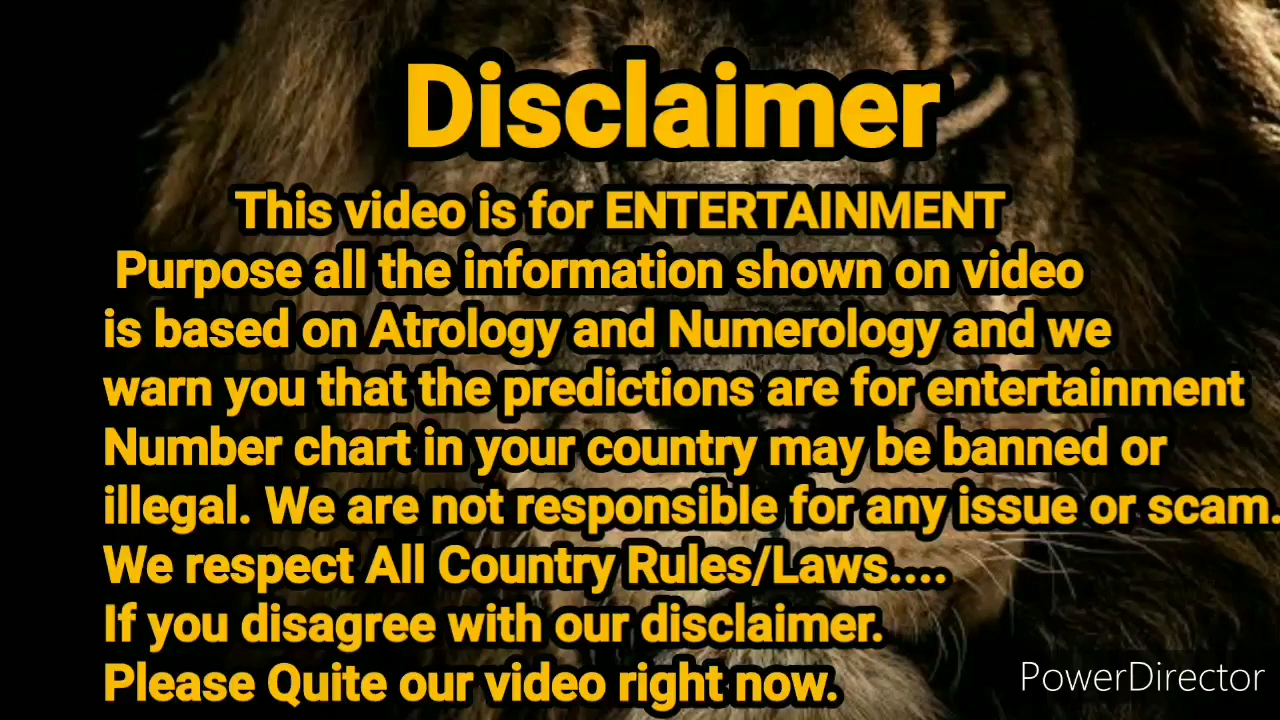 Disclaimer
This video is for ENTERTAINMENT
Purpose all the information shown on video
is based on Atrology and Numerology and we
warn you that the predictions are for entertainment
Number chart in your country may be banned or
illegal. We are not responsible for any issue or scam.
We respect All Country Rules/Laws....
If you disagree with our disclaimer.
Please Quite our video right now.
PowerDirector